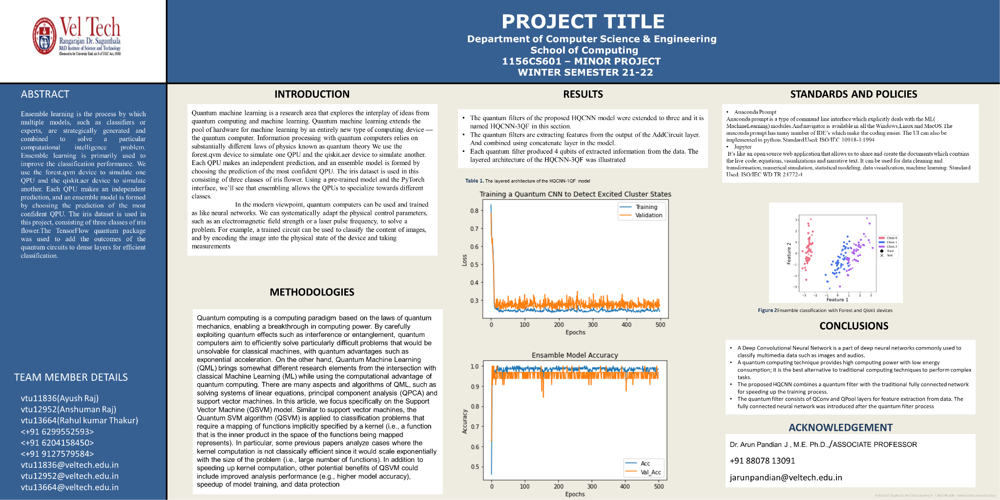 Vel Tech
Rangarajan Dr. Sagunthala
R&D Institute of Science and Technology
(Deemed to be University Estd. u/s 3 of UGC Act, 1956)
PROJECT TITLE
Department of Computer Science & Engineering
School of Computing
1156CS601 – MINOR PROJECT
WINTER SEMESTER 21-22
ABSTRACT
Ensemble learning is the process by which
multiple models, such as classifiers or
experts, are strategically generated and
combined to solve a particular
computational intelligence problem.
Ensemble learning is primarily used to
improve the classification performance. We
use the forest.qvm device to simulate one
QPU and the qiskit.aer device to simulate
another. Each QPU makes an independent
prediction, and an ensemble model is formed
by choosing the prediction of the most
confident QPU. The iris dataset is used in
this project, consisting of three classes of iris
flower.The TensorFlow quantum package
was used to add the outcomes of the
quantum circuits to dense layers for efficient
classification.
TEAM MEMBER DETAILS
vtu11836(Ayush Raj)
vtu12952(Anshuman Raj)
vtu13664(Rahul kumar Thakur)
<+91 6299552593>
<+91 6204158450>
<+91 9127579584>
vtu11836@veltech.edu.in
vtu12952@veltech.edu.in
vtu13664@veltech.edu.in
INTRODUCTION
Quantum machine learning is a research area that explores the interplay of ideas from
quantum computing and machine learning. Quantum machine learning extends the
pool of hardware for machine learning by an entirely new type of computing device —
the quantum computer. Information processing with quantum computers relies on
substantially different laws of physics known as quantum theory We use the
forest.qvm device to simulate one QPU and the qiskit.aer device to simulate another.
Each QPU makes an independent prediction, and an ensemble model is formed by
choosing the prediction of the most confident QPU. The iris dataset is used in this
consisting of three classes of iris flower. Using a pre-trained model and the PyTorch
interface, we'll see that ensembling allows the QPUs to specialize towards different
classes.
In the modern viewpoint, quantum computers can be used and trained
as like neural networks. We can systematically adapt the physical control parameters,
such as an electromagnetic field strength or a laser pulse frequency, to solve a
problem. For example, a trained circuit can be used to classify the content of images,
and by encoding the image into the physical state of the device and taking
measurements
METHODOLOGIES
Quantum computing is a computing paradigm based on the laws of quantum
mechanics, enabling a breakthrough in computing power. By carefully
exploiting quantum effects such as interference or entanglement, quantum
computers aim to efficiently solve particularly difficult problems that would be
unsolvable for classical machines, with quantum advantages such as
exponential acceleration. On the other hand, Quantum Machine Learning
(QML) brings somewhat different research elements from the intersection with
classical Machine Learning (ML) while using the computational advantage of
quantum computing. There are many aspects and algorithms of QML, such as
solving systems of linear equations, principal component analysis (QPCA) and
support vector machines. In this article, we focus specifically on the Support
Vector Machine (QSVM) model. Similar to support vector machines, the
Quantum SVM algorithm (QSVM) is applied to classification problems that
require a mapping of functions implicitly specified by a kernel (i.e., a function
that is the inner product in the space of the functions being mapped
represents). In particular, some previous papers analyze cases where the
kernel computation is not classically efficient since it would scale exponentially
with the size of the problem (i.e., large number of functions). In addition to
speeding up kernel computation, other potential benefits of QSVM could
include improved analysis performance (e.g., higher model accuracy),
speedup of model training, and data protection
RESULTS
• The quantum filters of the proposed HQCNN model were extended to three and it is
named HQCNN-3QF in this section.
• The quantum filters are extracting features from the output of the AddCircuit layer.
And combined using concatenate layer in the model.
• Each quantum filter produced 4 qubits of extracted information from the data. The
layered architecture of the HQCNN-3QF was illustrated
Table 1. The layered architecture of the HQCNN-1QF model
Training a Quantum CNN to Detect Excited Cluster States
Training
Validation
0.8
0.7
0.6
0.5
0.4
0.3
Loss
0 100 200 300 400 500
Epochs
Ensamble Model Accuracy
1.0
0.9
0.8
0.7
0.6
0.5
Accuracy
Acc
Val_Acc
0 100 200 300 400 500
Epochs
STANDARDS AND POLICIES
• Anaconda Prompt
Anaconda prompt is a type of command line interface which explicitly deals with the ML(
MachineLearning) modules.And navigator is available in all the Windows,Linux and MacOS.The
anaconda prompt has many number of IDE's which make the coding easier. The UI can also be
implemented in python. Standard Used: ISO/IEC 10918-1:1994
• Jupyter
It's like an open source web application that allows us to share and create the documents which contains
the live code, equations, visualizations and narrative text. It can be used for data cleaning and
transformation, numerical simulation, statistical modeling, data visualization, machine learning. Standard
Used: ISO/IEC WD TR 24772-4
3
2
1
0
−1
−2
−3
Feature 2
−3 −2 −1 0 1 2 3
Feature 1
Class 0
Class 1
Class 2
Train
Test
Figure 2Ensemble classification with Forest and Qiskit devices
CONCLUSIONS
• A Deep Convolutional Neural Network is a part of deep neural networks commonly used to
classify multimedia data such as images and audios.
• A quantum computing technique provides high computing power with low energy
consumption; it is the best alternative to traditional computing techniques to perform complex
tasks.
• The proposed HQCNN combines a quantum filter with the traditional fully connected network
for speeding up the training process.
• The quantum filter consists of QConv and QPool layers for feature extraction from data. The
fully connected neural network was introduced after the quantum filter process
ACKNOWLEDGEMENT
Dr. Arun Pandian J , M.E. Ph.D.,/ASSOCIATE PROFESSOR
+91 88078 13091
jarunpandian@veltech.edu.in
© POSTER TEMPLATE BY GENIGRAPHICS® 1.800.790.4001 WWW.GENIGRAPHICS.COM